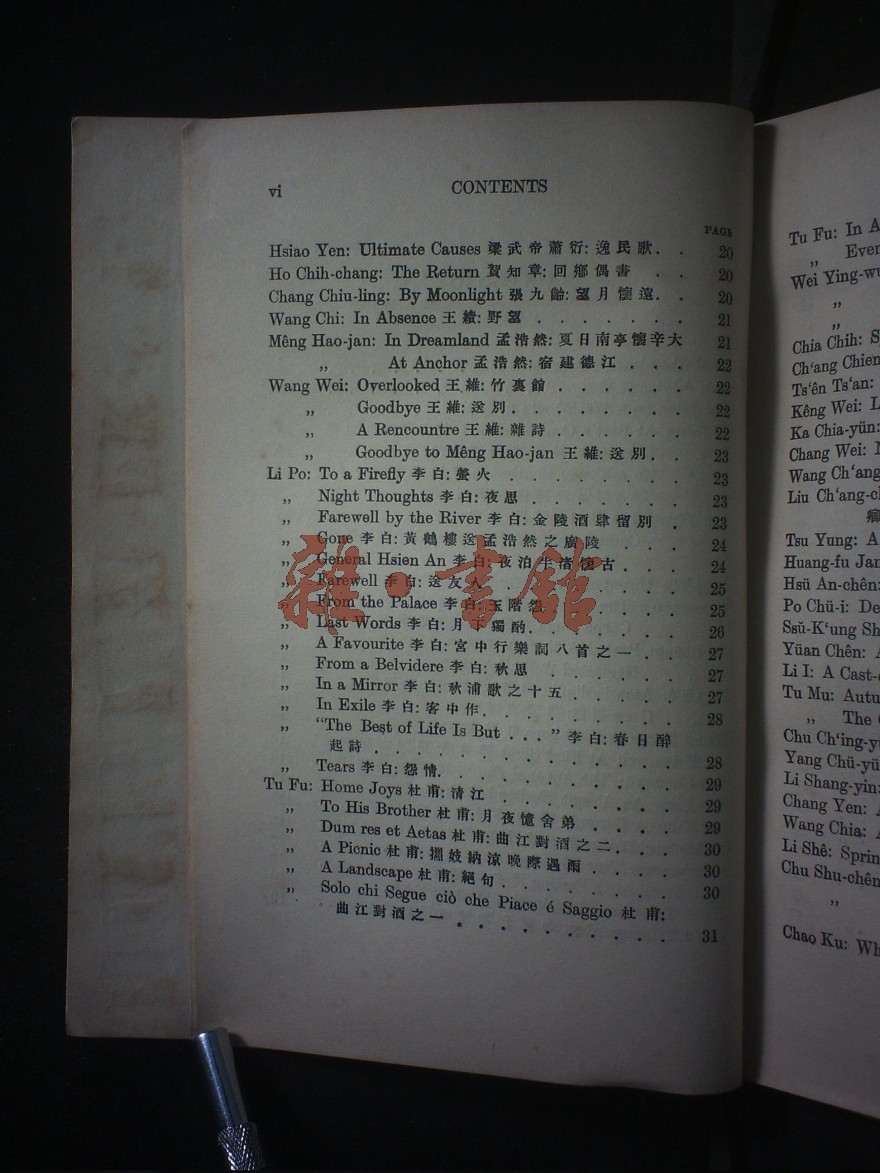 vi CONTENTS
PAGE
Hsiao Yen: Ultimate Causes 梁武帝蕭衍: 逸民歌. . 20
Ho Chih-chang: The Return 賀知章: 回鄉偶書 . . 20
Chang Chiu-ling: By Moonlight 張九齡: 望月懷遠. . 20
Wang Chi: In Absence 王績: 野望 . . . . . . . 21
Mêng Hao-jan: In Dreamland 孟浩然: 夏日南亭懷辛大 21
„ At Anchor 孟浩然: 宿建德江 . . . 22
Wang Wei: Overlooked 王維: 竹裏館 . . . . . . 22
„ Goodbye 王維: 送別. . . . . . . . 22
„ A Rencountre 王維: 雜詩 . . . . . . 22
„ Goodbye to Mêng Hao-jan 王維: 送別. . 23
Li Po: To a Firefly 李白: 螢火 . . . . . . . . 23
„ Night Thoughts 李白: 夜思 . . . . . . . 23
„ Farewell by the River 李白: 金陵酒肆留別 . 23
„ Gone 李白: 黃鶴樓送孟浩然之廣陵 . . . 24
„ General Hsien An 李白: 夜泊牛渚懷古. . . 24
„ Farewell 李白: 送友人 . . . . . . . . 25
„ From the Palace 李白: 玉階怨 . . . . . . 25
„ Last Words 李白: 月下獨酌. . . . . . . 26
„ A Favourite 李白: 宮中行樂詞八首之一 . . 27
„ From a Belvidere 李白: 秋思 . . . . . . 27
„ In a Mirror 李白: 秋浦歌之十五 . . . . . 27
„ In Exile 李白: 客中作. . . . . . . . . 28
„ "The Best of Life Is But . . . " 李白: 春日醉
起詩 . . . . . . . . . . . . . 28
„ Tears 李白: 怨情. . . . . . . . . . 29
Tu Fu: Home Joys 杜甫: 清江 . . . . . . . . 29
„ To His Brother 杜甫: 月夜憶舍弟 . . . . 29
„ Dum res et Aetas 杜甫: 曲江對酒之二. . . 30
„ A Picnic 杜甫: 攜妓納涼晚際遇雨 . . . . 30
„ A Landscape 杜甫: 絕句. . . . . . . . 30
„ Solo chi Segue ciò che Piace é Saggio 杜甫:
曲江對酒之一 . . . . . . . . . . 31
雜·書館
Tu Fu: In A
„ Even
Wei Ying-wu
„
„
Chia Chih: S
Ch'ang Chien
Ts'ên Ts'an:
Kêng Wei: L
Ka Chia-yün:
Chang Wei:
Wang Ch'ang
Liu Ch'ang-c
Tsu Yung: A
Huang-fu Jan
Hsü An-chên:
Po Chü-i: De
Ssŭ-K'ung Sh
Yüan Chên:
Li I: A Cast-
Tu Mu: Autu
„ The
Chu Ch'ing-y
Yang Chü-yü
Li Shang-yin:
Chang Yen:
Wang Chia:
Li Shê: Sprin
Chu Shu-chên
„
Chao Ku: Wh